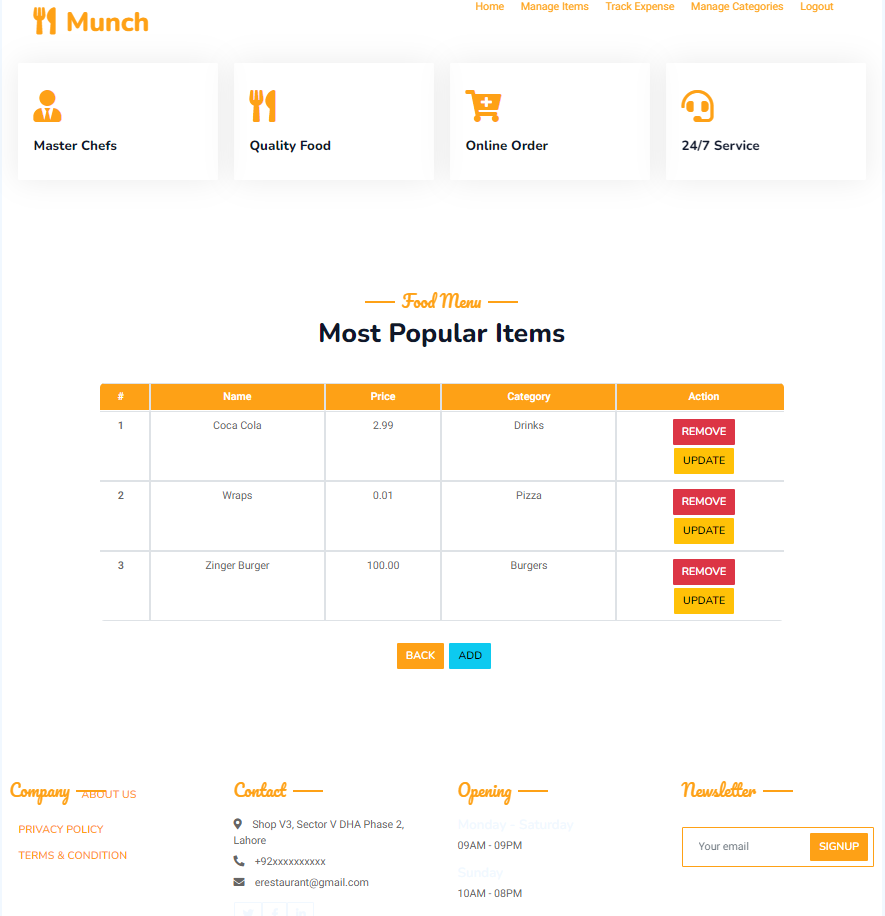 Munch
Home Manage Items Track Expense Manage Categories Logout
Master Chefs
Quality Food
Online Order
24/7 Service
Food Menu
Most Popular Items
# Name Price Category Action
1 Coca Cola 2.99 Drinks REMOVE
UPDATE
2 Wraps 0.01 Pizza REMOVE
UPDATE
3 Zinger Burger 100.00 Burgers REMOVE
UPDATE
BACK ADD
Company
ABOUT US
PRIVACY POLICY
TERMS & CONDITION
Contact
Shop V3, Sector V DHA Phase 2,
Lahore
+92xxxxxxxxxx
erestaurant@gmail.com
Opening
Monday - Saturday
09AM - 09PM
Sunday
10AM - 08PM
Newsletter
Your email SIGNUP